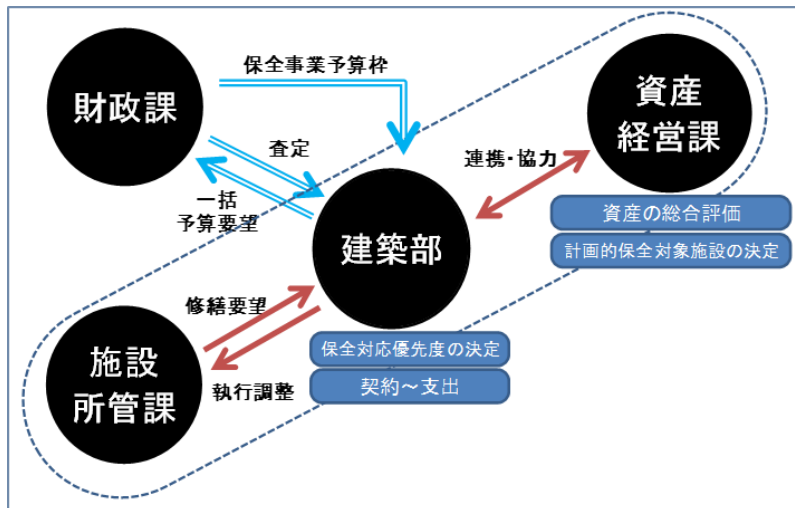 保全事業予算枠
財政課
査定
一括
予算要望
資産
経営課
連携・協力
資産の総合評価
計画的保全対象施設の決定
建築部
修繕要望
保全対応優先度の決定
契約～支出
施設
所管課
執行調整